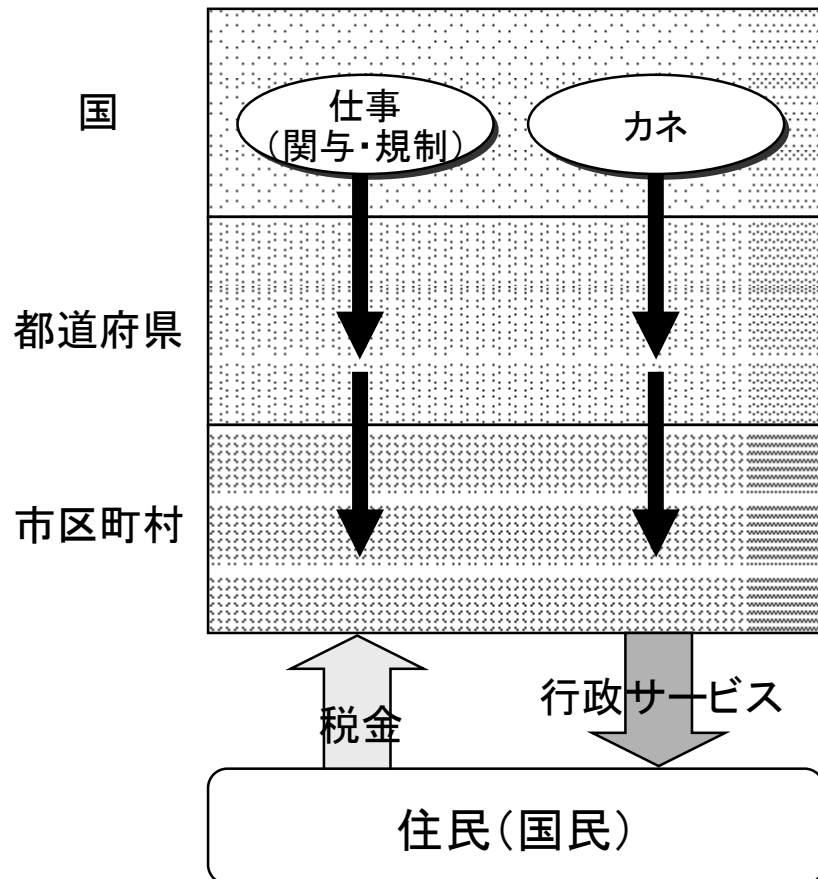 国
仕事
(関与・規制)
カネ
都道府県
市区町村
税金
行政サービス
住民(国民)